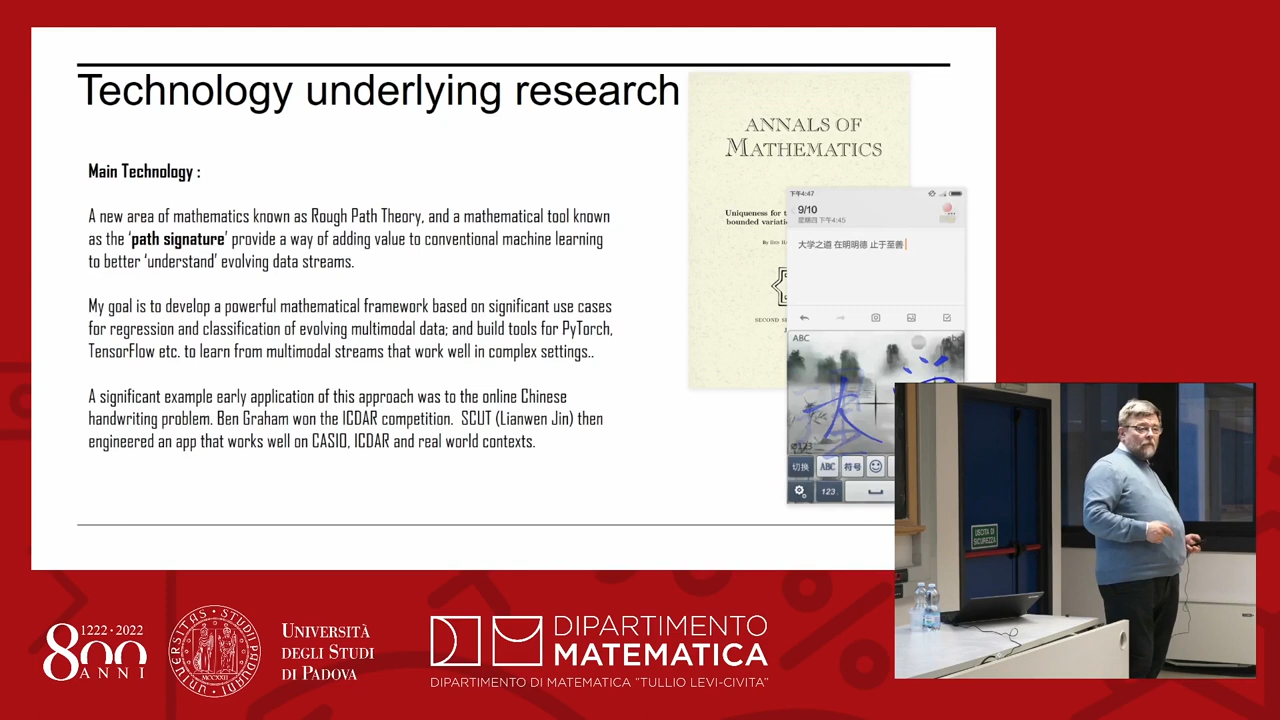 Technology underlying research
Main Technology :
A new area of mathematics known as Rough Path Theory, and a mathematical tool known
as the ‘path signature’ provide a way of adding value to conventional machine learning
to better ‘understand’ evolving data streams.
My goal is to develop a powerful mathematical framework based on significant use cases
for regression and classification of evolving multimodal data; and build tools for PyTorch,
TensorFlow etc. to learn from multimodal streams that work well in complex settings..
A significant example early application of this approach was to the online Chinese
handwriting problem. Ben Graham won the ICDAR competition. SCUT (Lianwen Jin) then
engineered an app that works well on CASIO, ICDAR and real world contexts.
ANNALS OF
MATHEMATICS
Uniqueness for t
bounded variatio
SECOND
下午4:47
9/10
星期四 下午4:45
大学之道 在明明德 止于至善
ABC
abc
大
切换
ABC
符号
123
USCITA DI
SICUREZZA
800
1222·2022
ANNI
UNIVERSITÀ
DEGLI STUDI
DI PADOVA
DIPARTIMENTO
MATEMATICA
DIPARTIMENTO DI MATEMATICA “TULLIO LEVI-CIVITA”